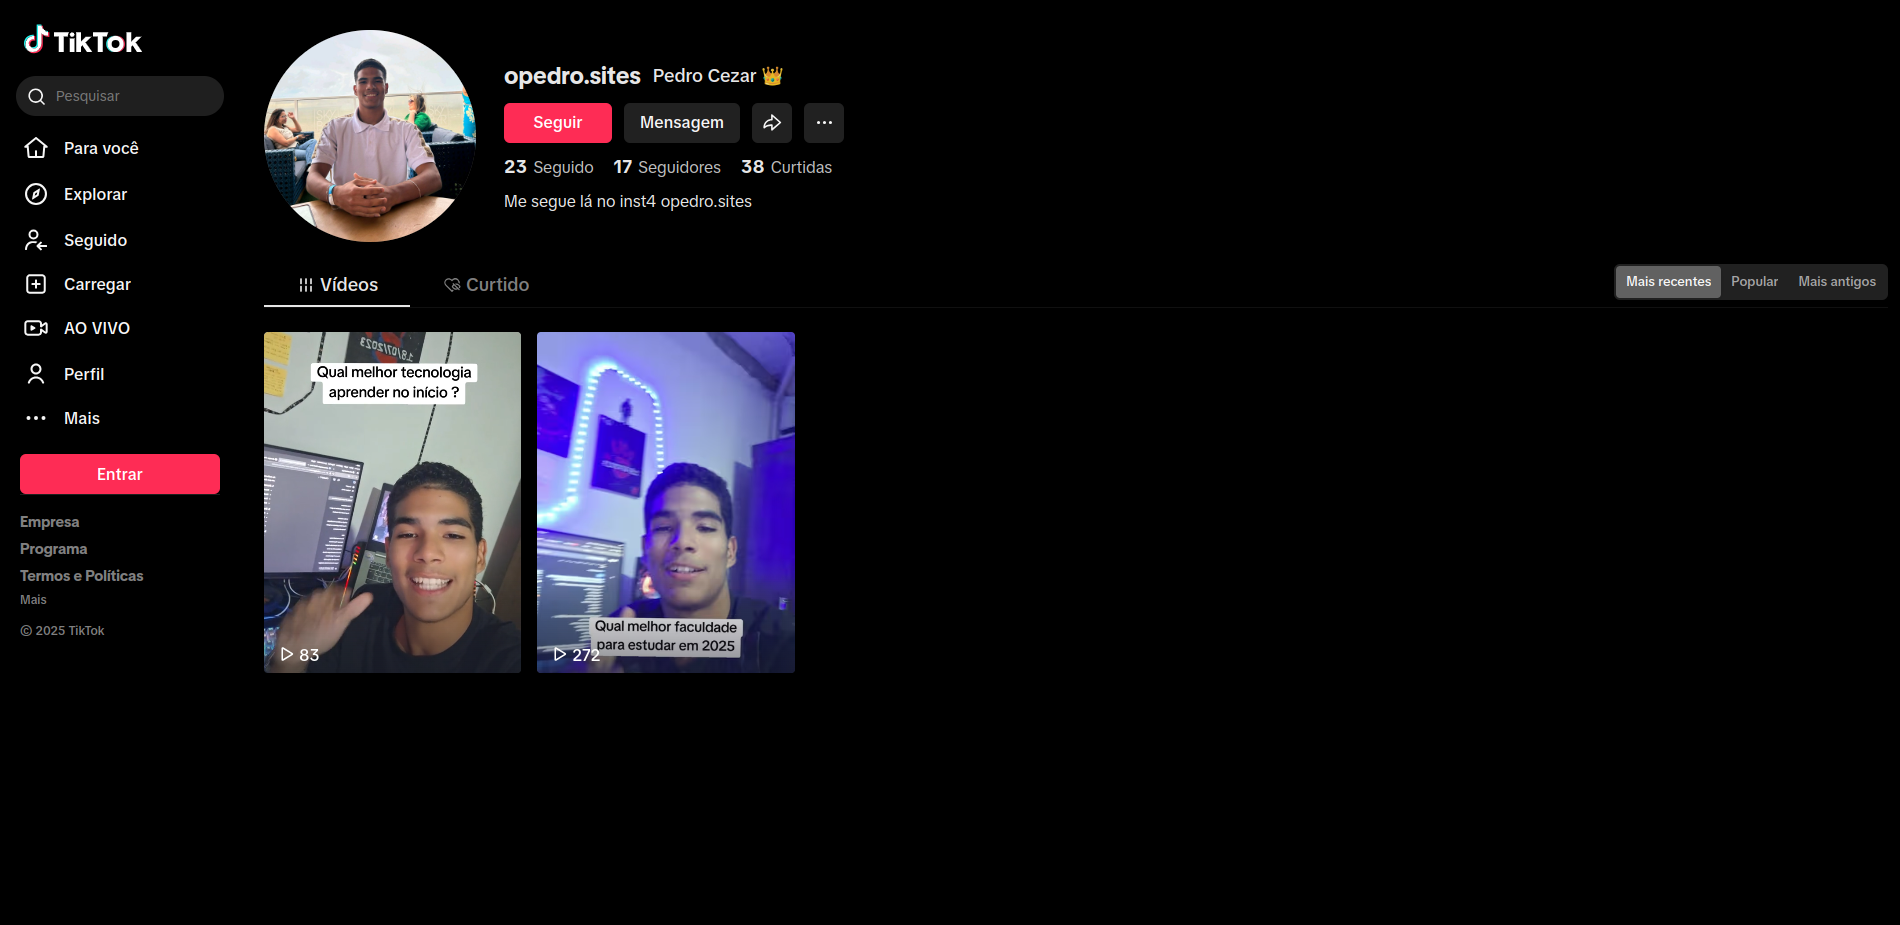 TikTok
Pesquisar
Para você
Explorar
Seguido
Carregar
AO VIVO
Perfil
Mais
Entrar
Empresa
Programa
Termos e Políticas
Mais
© 2025 TikTok
opedro.sites Pedro Cezar 👑
Seguir Mensagem
23 Seguido 17 Seguidores 38 Curtidas
Me segue lá no inst4 opedro.sites
Vídeos Curtido
Mais recentes Popular Mais antigos
18/07/2023
Qual melhor tecnologia
aprender no início ?
83
Qual melhor faculdade
para estudar em 2025
272